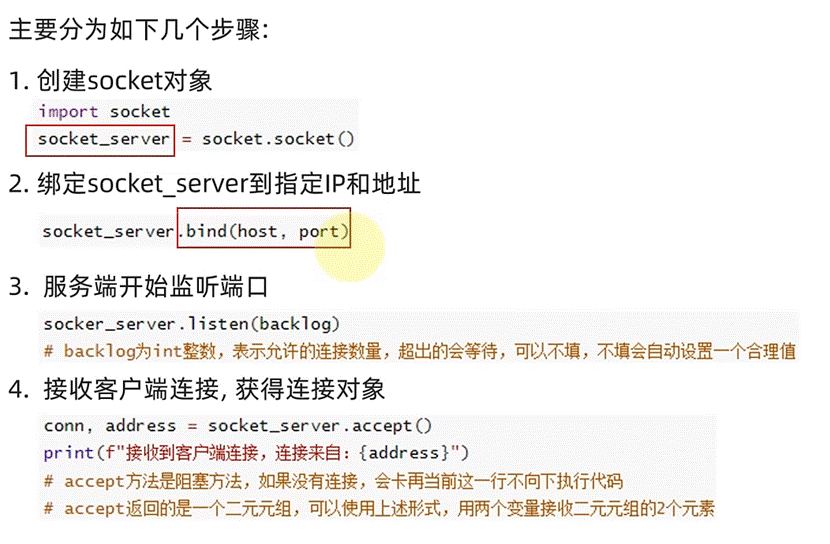 主要分为如下几个步骤:
1. 创建socket对象
import socket
socket_server = socket.socket()
2. 绑定socket_server到指定IP和地址
socket_server.bind(host, port)
3. 服务端开始监听端口
socker_server.listen(backlog)
# backlog为int整数，表示允许的连接数量，超出的会等待，可以不填，不填会自动设置一个合理值
4. 接收客户端连接, 获得连接对象
conn, address = socket_server.accept()
print(f"接收到客户端连接，连接来自：{address}")
# accept方法是阻塞方法，如果没有连接，会卡再当前这一行不向下执行代码
# accept返回的是一个二元元组，可以使用上述形式，用两个变量接收二元元组的2个元素